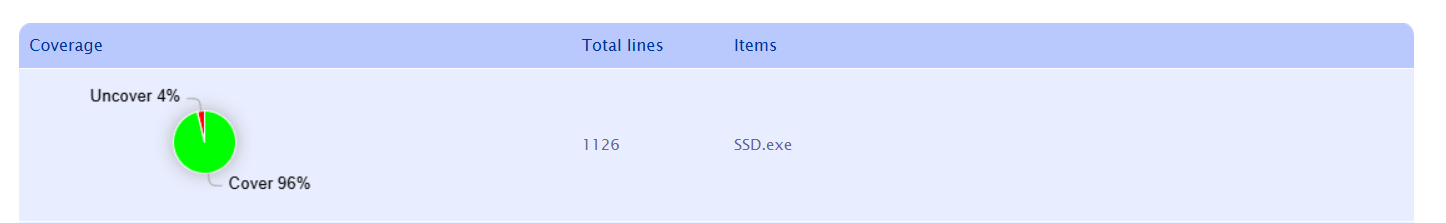 Coverage Total lines Items
Uncover 4%
1126 SSD.exe
Cover 96%